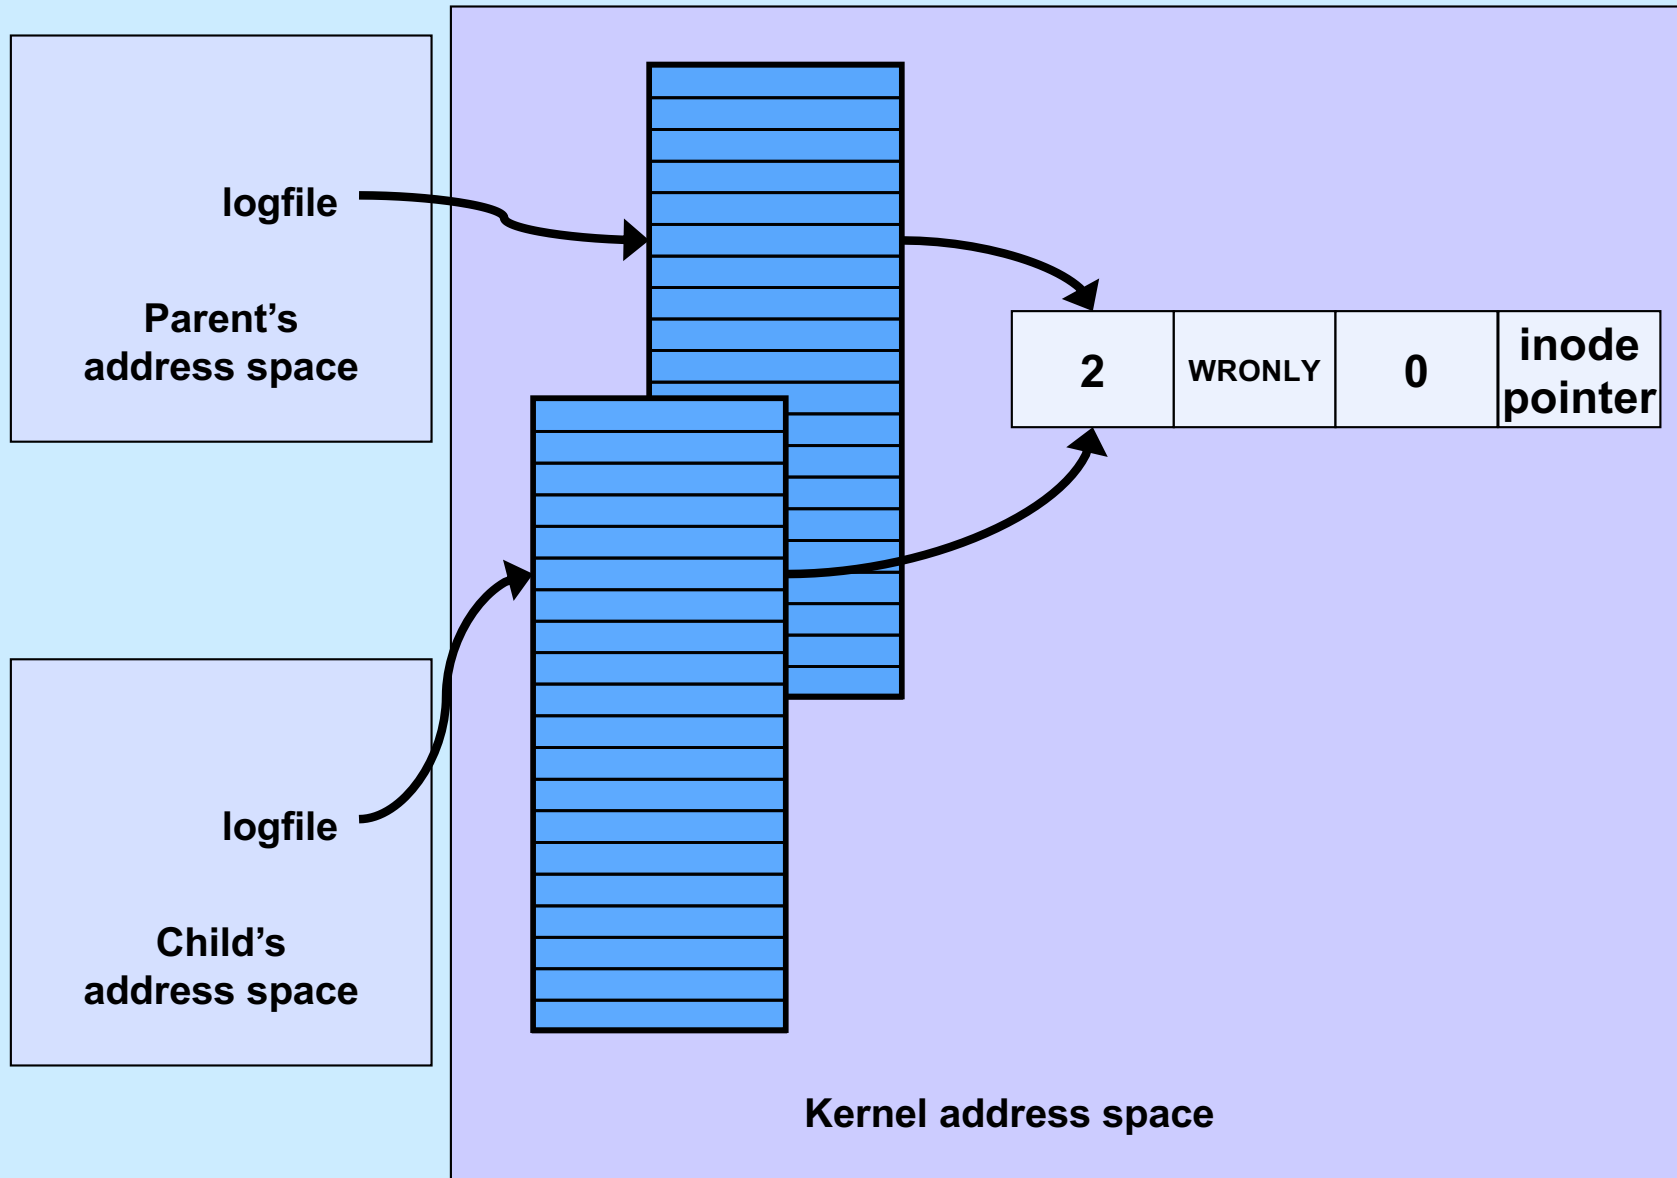 logfile
Parent's
address space
2
WRONLY
0
inode
pointer
logfile
Child's
address space
Kernel address space